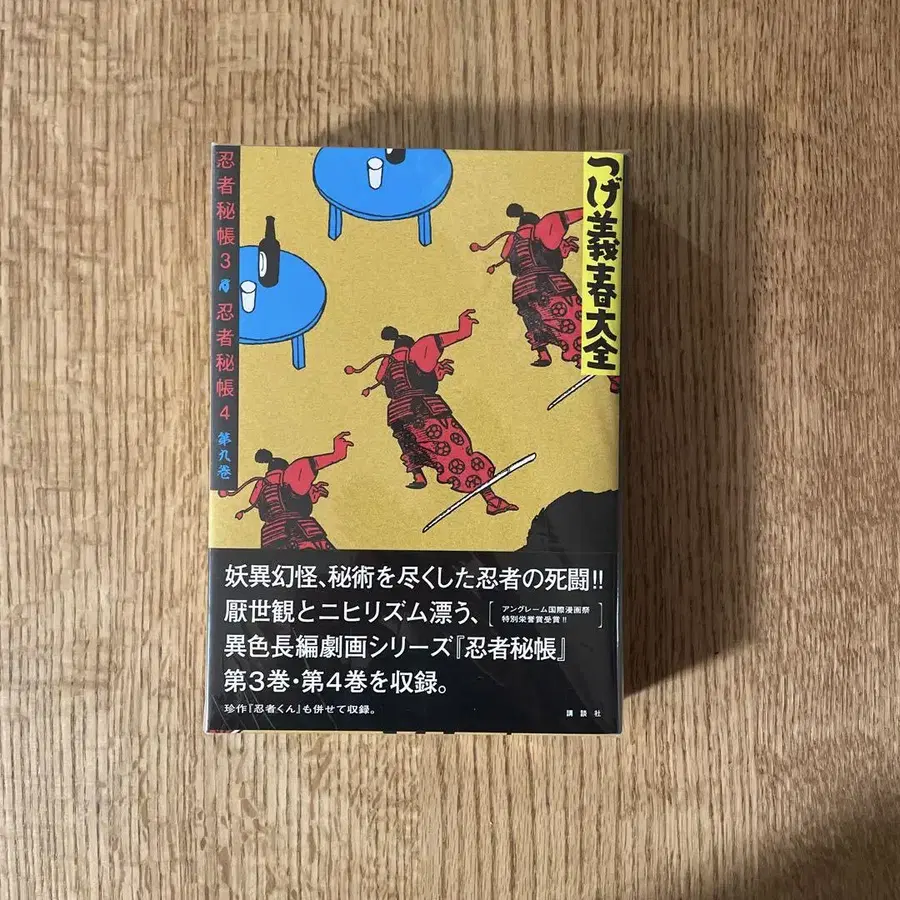 つげ義春大全
忍者秘帳3
忍者秘帳4
第九巻
妖異幻怪、秘術を尽くした忍者の死闘!!
厭世観とニヒリズム漂う、
アングレーム国際漫画祭
特別栄誉賞受賞!!
異色長編劇画シリーズ『忍者秘帳』
第3巻・第4巻を収録。
珍作『忍者くん』も併せて収録。
講談社